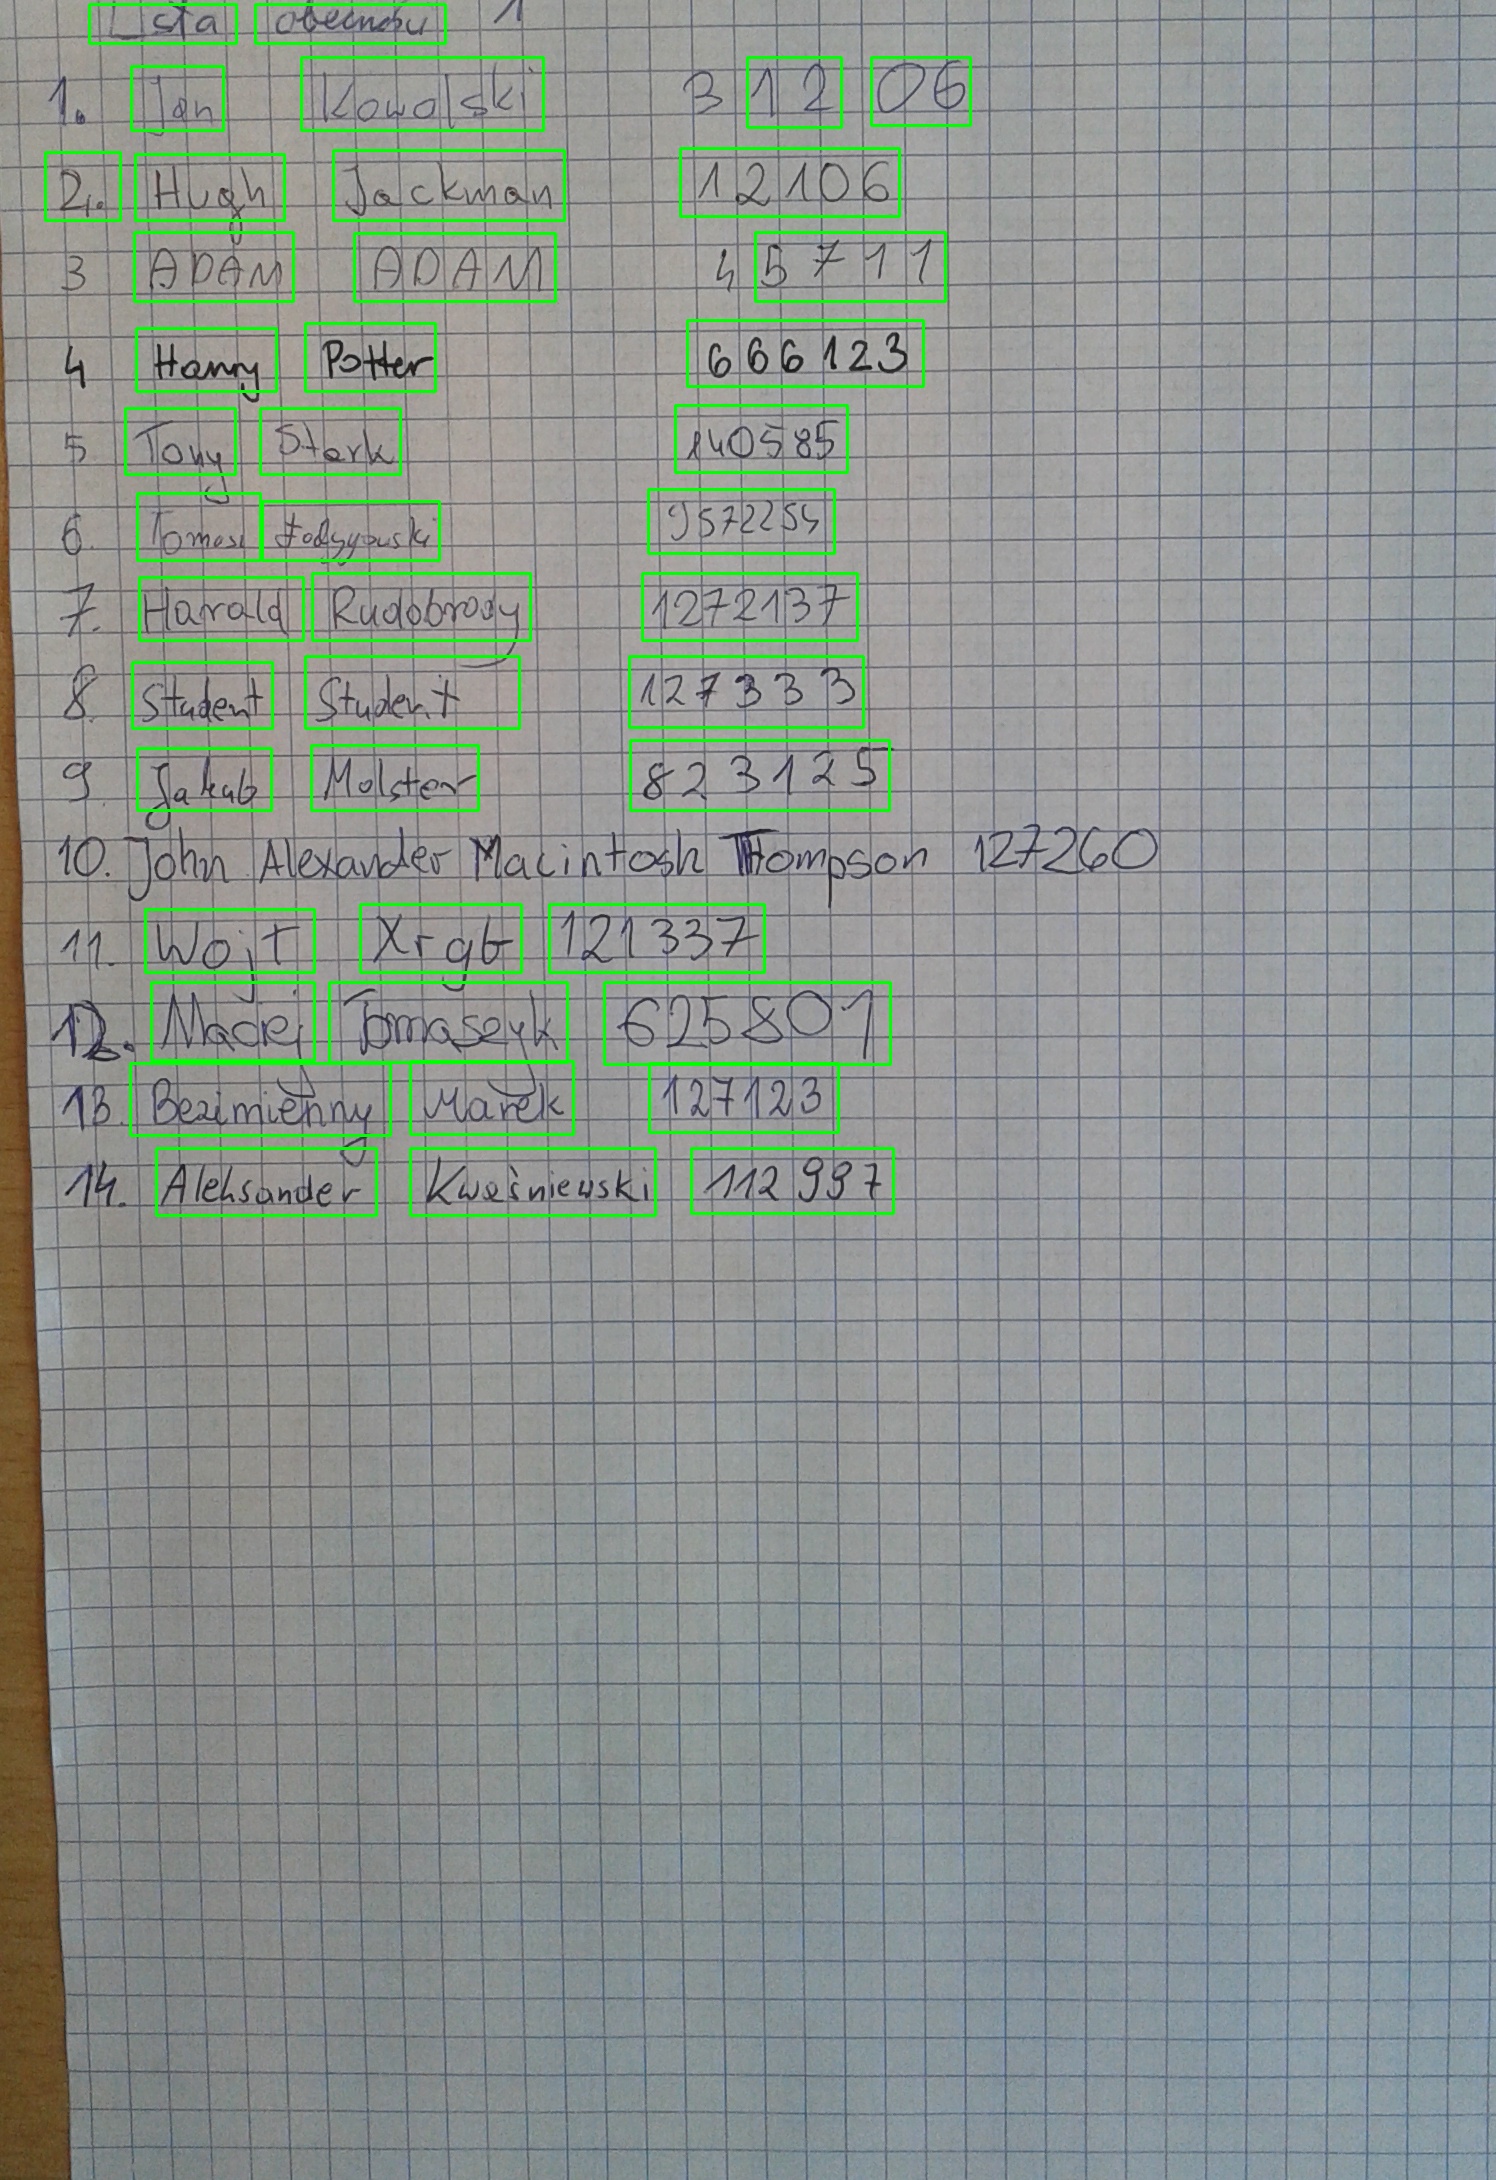 Lista obecności 1
1. Jan Kowalski 3 12 06
2. Hugh Jackman 12106
3 ADAM ADAM 45711
4 Harry Potter 666123
5 Tony Stark 140585
6. Tomasz 9572254
7. Harald Rudobrody 1272137
8. Student Student 127333
9 Jakub Molster 823125
10. John Alexander Macintosh Thompson 127260
11. Wojt Xrgb 121337
12. Maciej Tomaszyk 625801
13. Bezimienny Marek 127123
14. Aleksander Kwaśniewski 112997